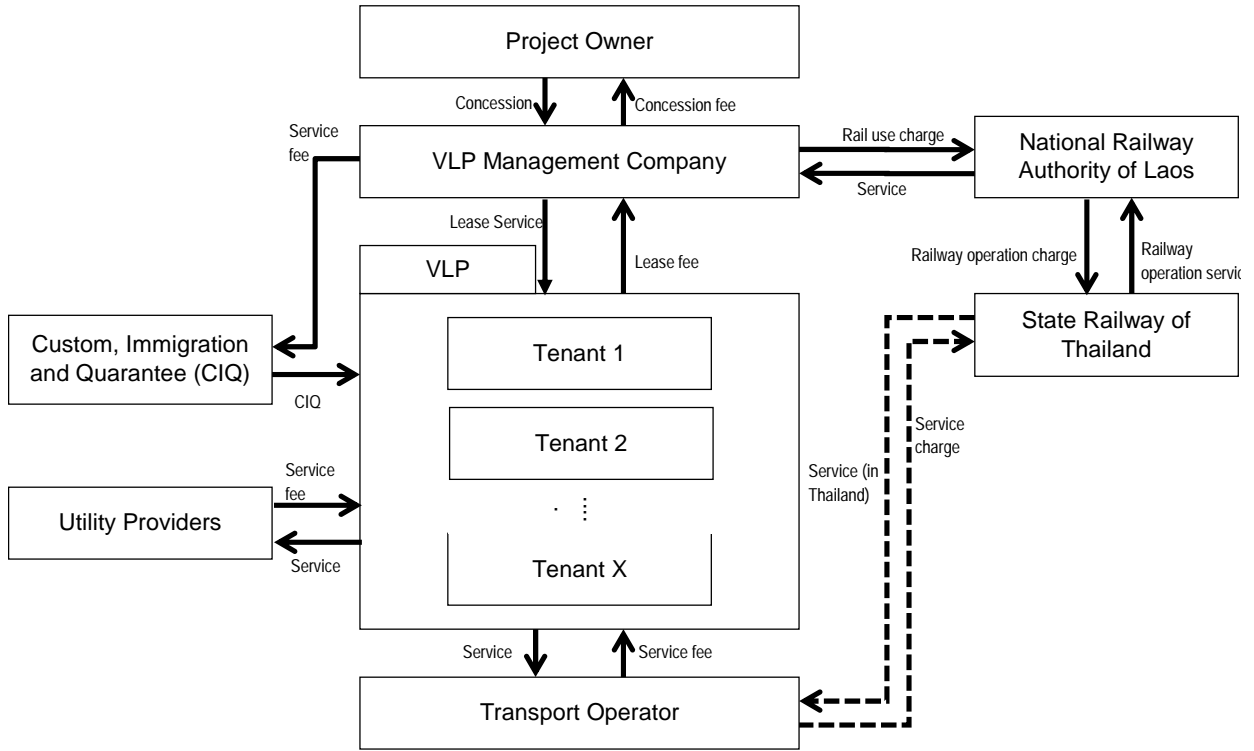 Project Owner
Concession
Concession fee
Service
fee
VLP Management Company
Rail use charge
Service
National Railway
Authority of Laos
Lease Service
Lease fee
VLP
Railway operation charge
Railway
operation servic
Custom, Immigration
and Quarantee (CIQ)
CIQ
Tenant 1
State Railway of
Thailand
Tenant 2
Service
charge
Service (in
Thailand)
Service
fee
Utility Providers
Service
Tenant X
Service
Service fee
Transport Operator